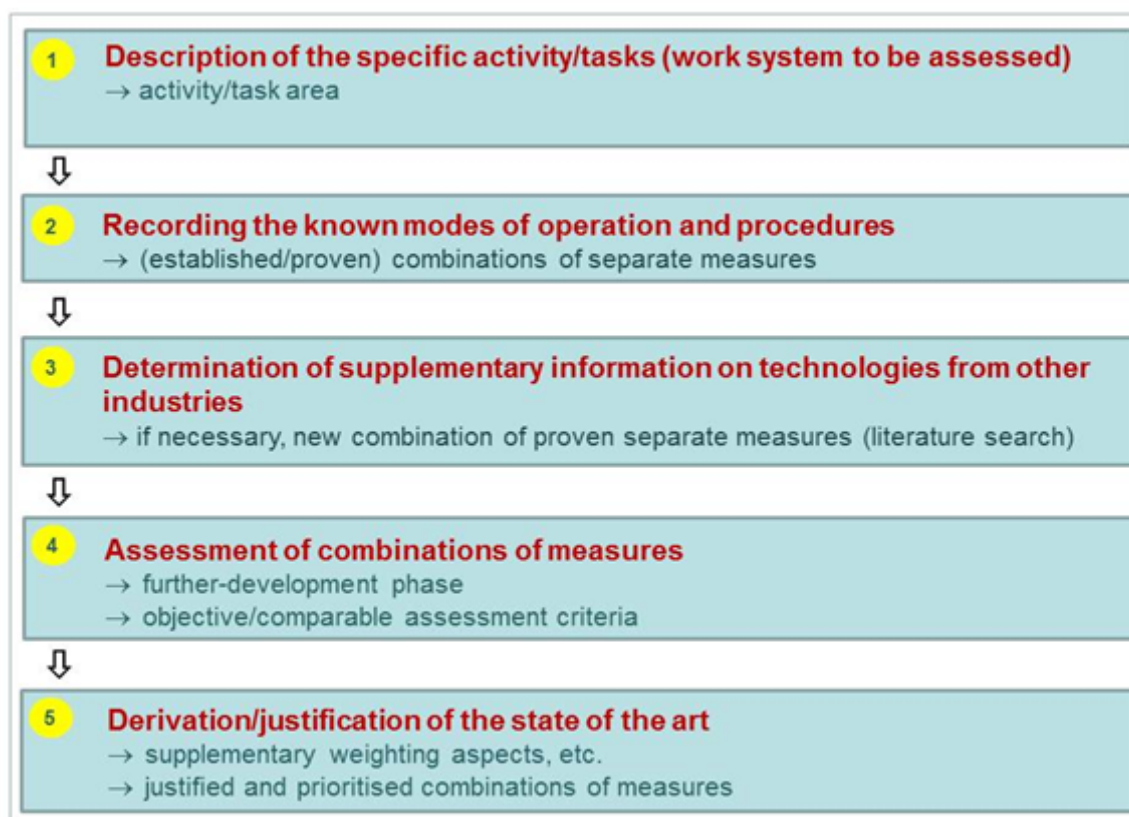 1 Description of the specific activity/tasks (work system to be assessed)
→ activity/task area
2 Recording the known modes of operation and procedures
→ (established/proven) combinations of separate measures
3 Determination of supplementary information on technologies from other
industries
→ if necessary, new combination of proven separate measures (literature search)
4 Assessment of combinations of measures
→ further-development phase
→ objective/comparable assessment criteria
5 Derivation/justification of the state of the art
→ supplementary weighting aspects, etc.
→ justified and prioritised combinations of measures